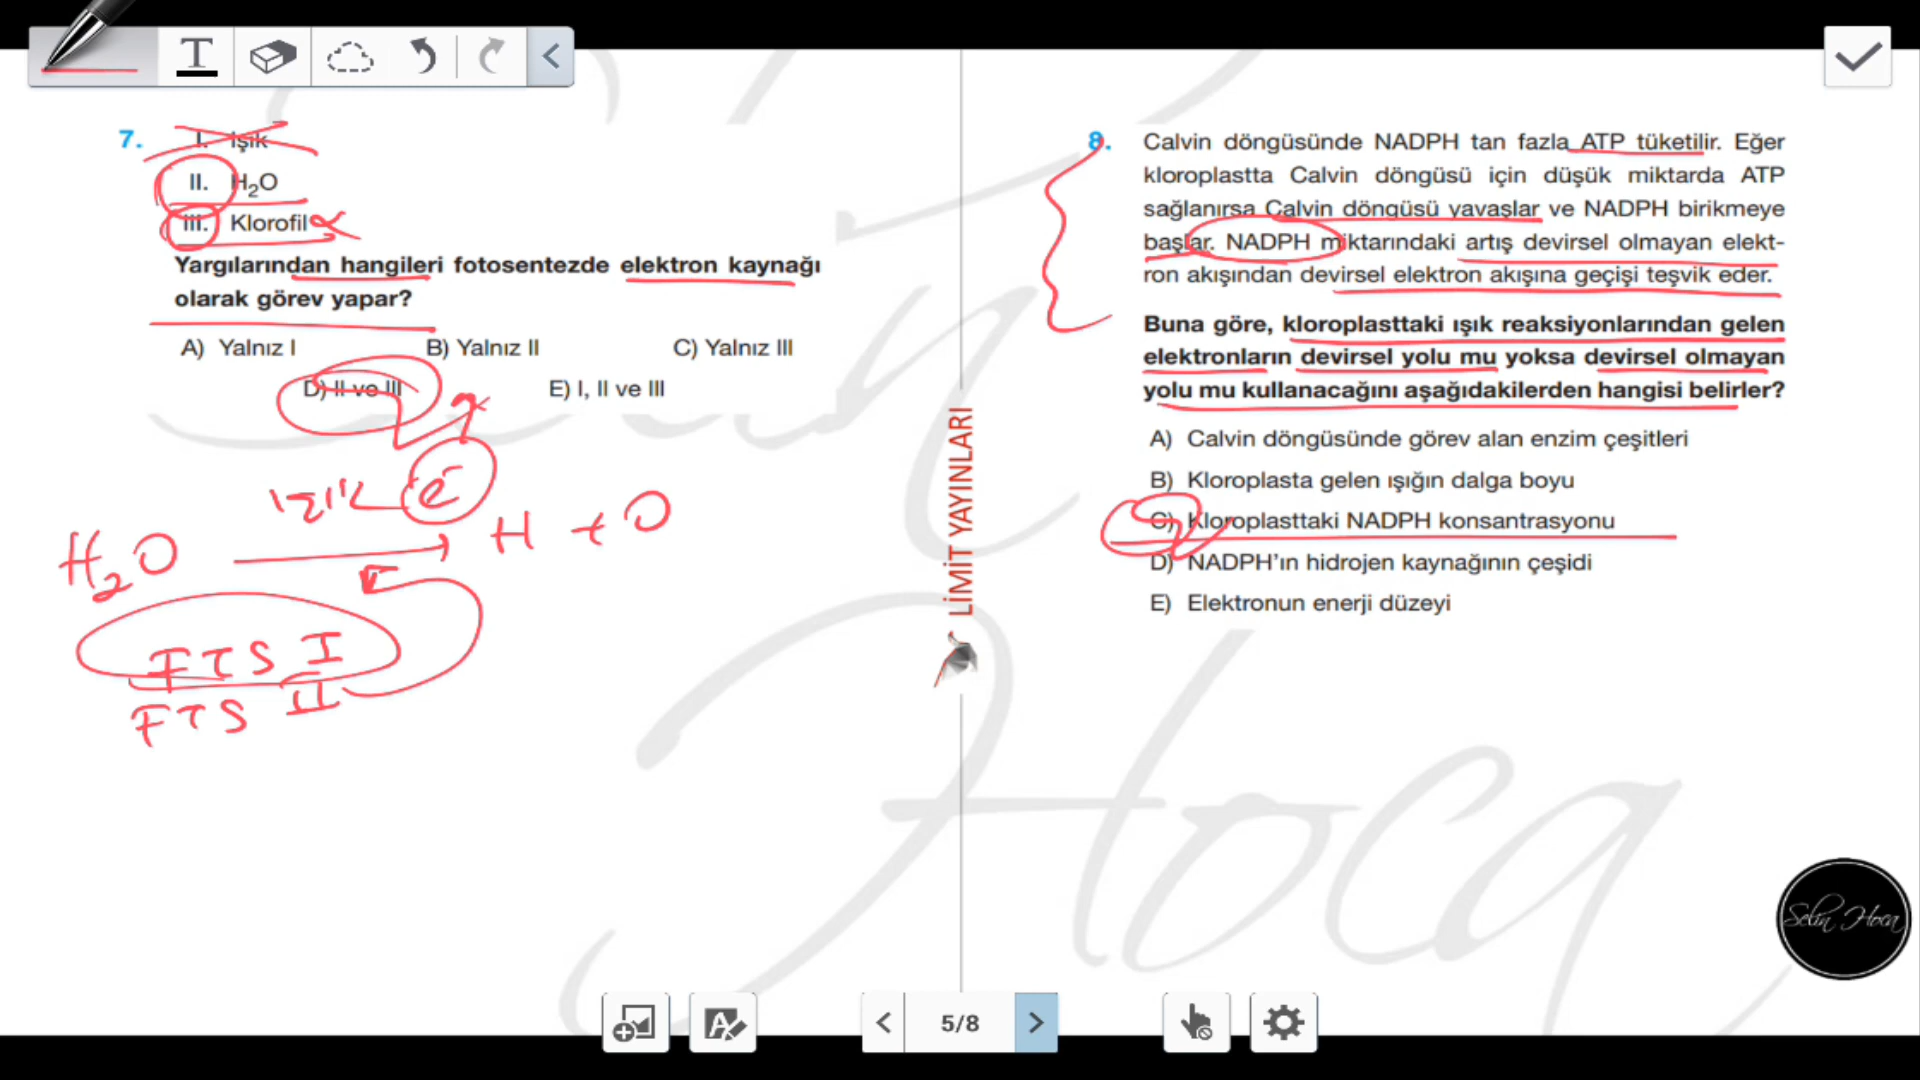 T
7. I. Işık
II. H₂O
III. Klorofil
Yargılarından hangileri fotosentezde elektron kaynağı
olarak görev yapar?
A) Yalnız I B) Yalnız II C) Yalnız III
D) II ve III E) I, II ve III
ışık e⁻
H₂O → H + O
FTS I
FTS II
LİMİT YAYINLARI
8. Calvin döngüsünde NADPH tan fazla ATP tüketilir. Eğer
kloroplastta Calvin döngüsü için düşük miktarda ATP
sağlanırsa Calvin döngüsü yavaşlar ve NADPH birikmeye
başlar. NADPH miktarındaki artış devirsel olmayan elekt-
ron akışından devirsel elektron akışına geçişi teşvik eder.
Buna göre, kloroplasttaki ışık reaksiyonlarından gelen
elektronların devirsel yolu mu yoksa devirsel olmayan
yolu mu kullanacağını aşağıdakilerden hangisi belirler?
A) Calvin döngüsünde görev alan enzim çeşitleri
B) Kloroplasta gelen ışığın dalga boyu
C) Kloroplasttaki NADPH konsantrasyonu
D) NADPH'ın hidrojen kaynağının çeşidi
E) Elektronun enerji düzeyi
Hoca
Selin Hoca
A
5/8